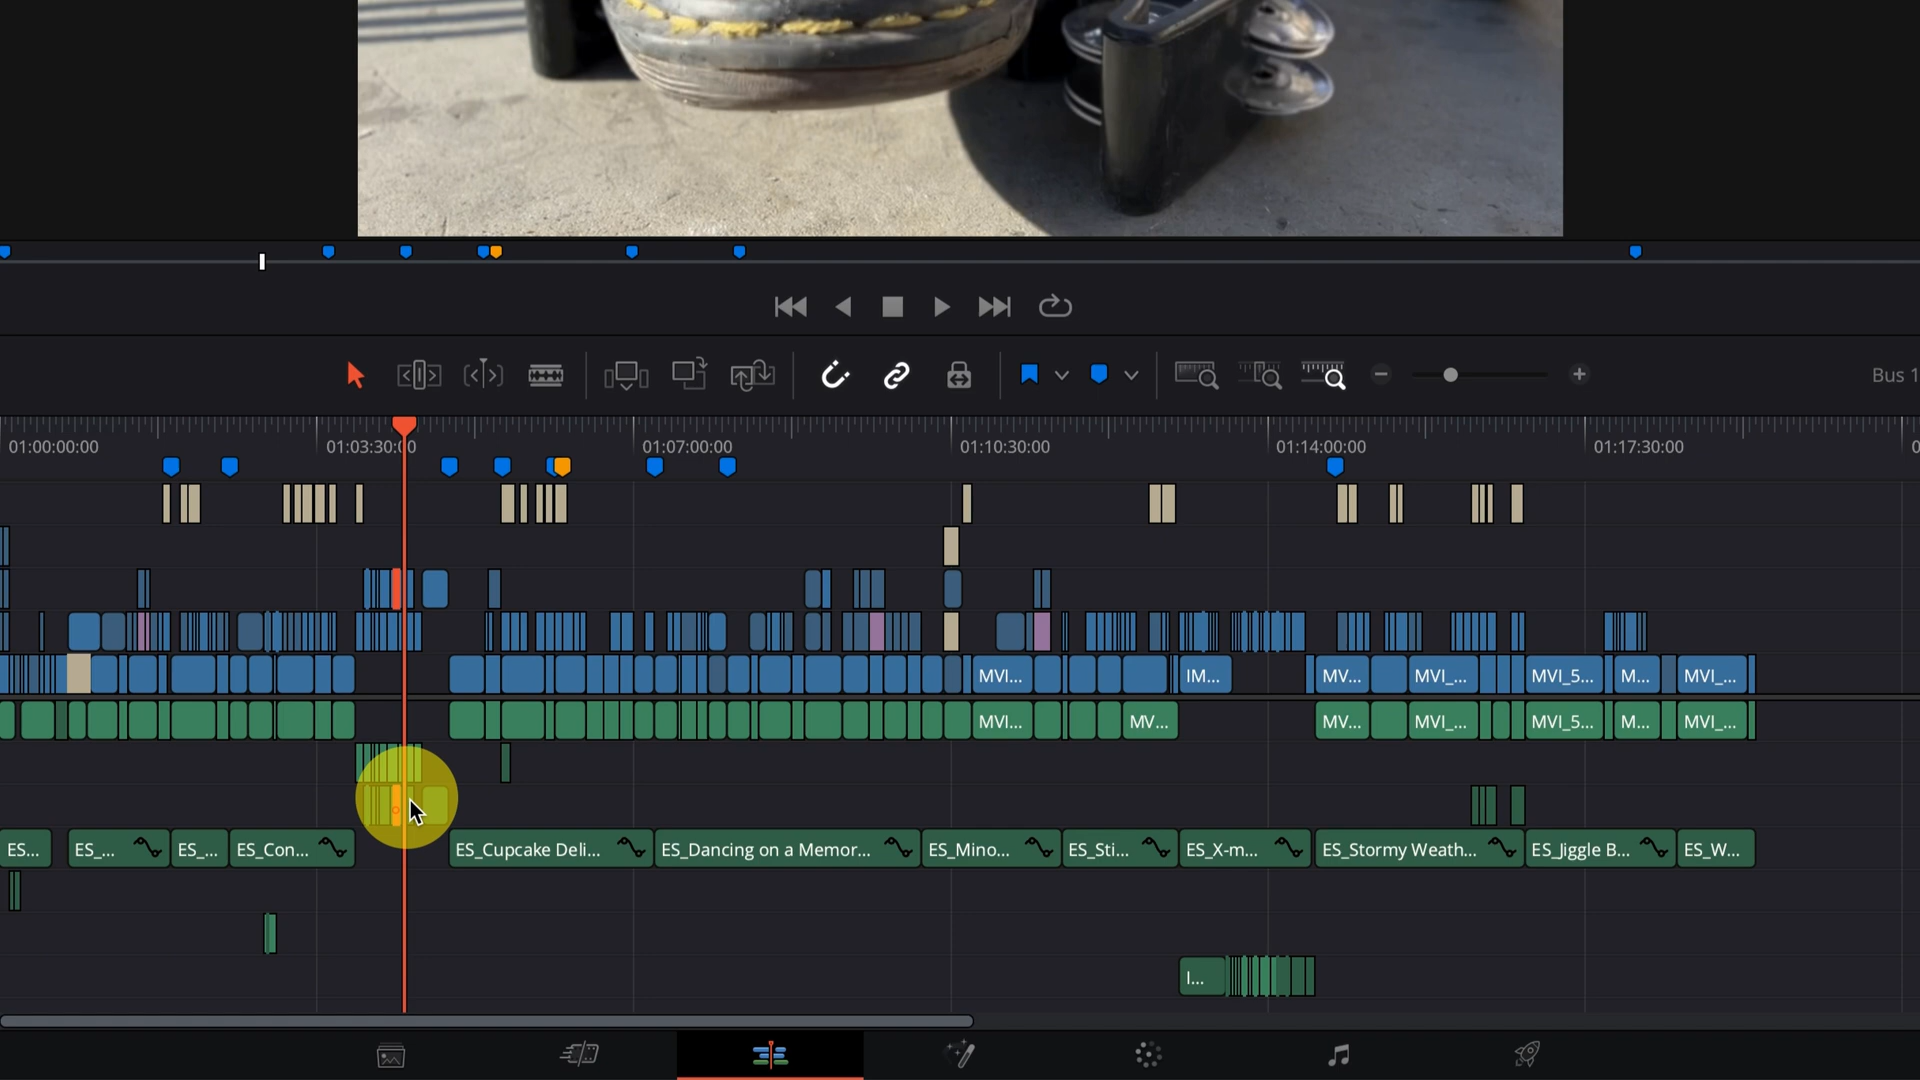 Bus 1
01:00:00:00 01:03:30:00 01:07:00:00 01:10:30:00 01:14:00:00 01:17:30:00
MVI... IM... MV... MVI_... MVI_5... M... MVI_...
MVI... MV... MV... MVI_... MVI_5... M... MVI_...
ES... ES_... ES_... ES_Con... ES_Cupcake Deli... ES_Dancing on a Memor... ES_Mino... ES_Sti... ES_X-m... ES_Stormy Weath... ES_Jiggle B... ES_W...
I...